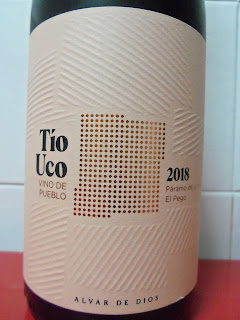 Tío
Uco
VINO DE
PUEBLO
2018
Páramo de
El Pego
ALVAR DE DIOS